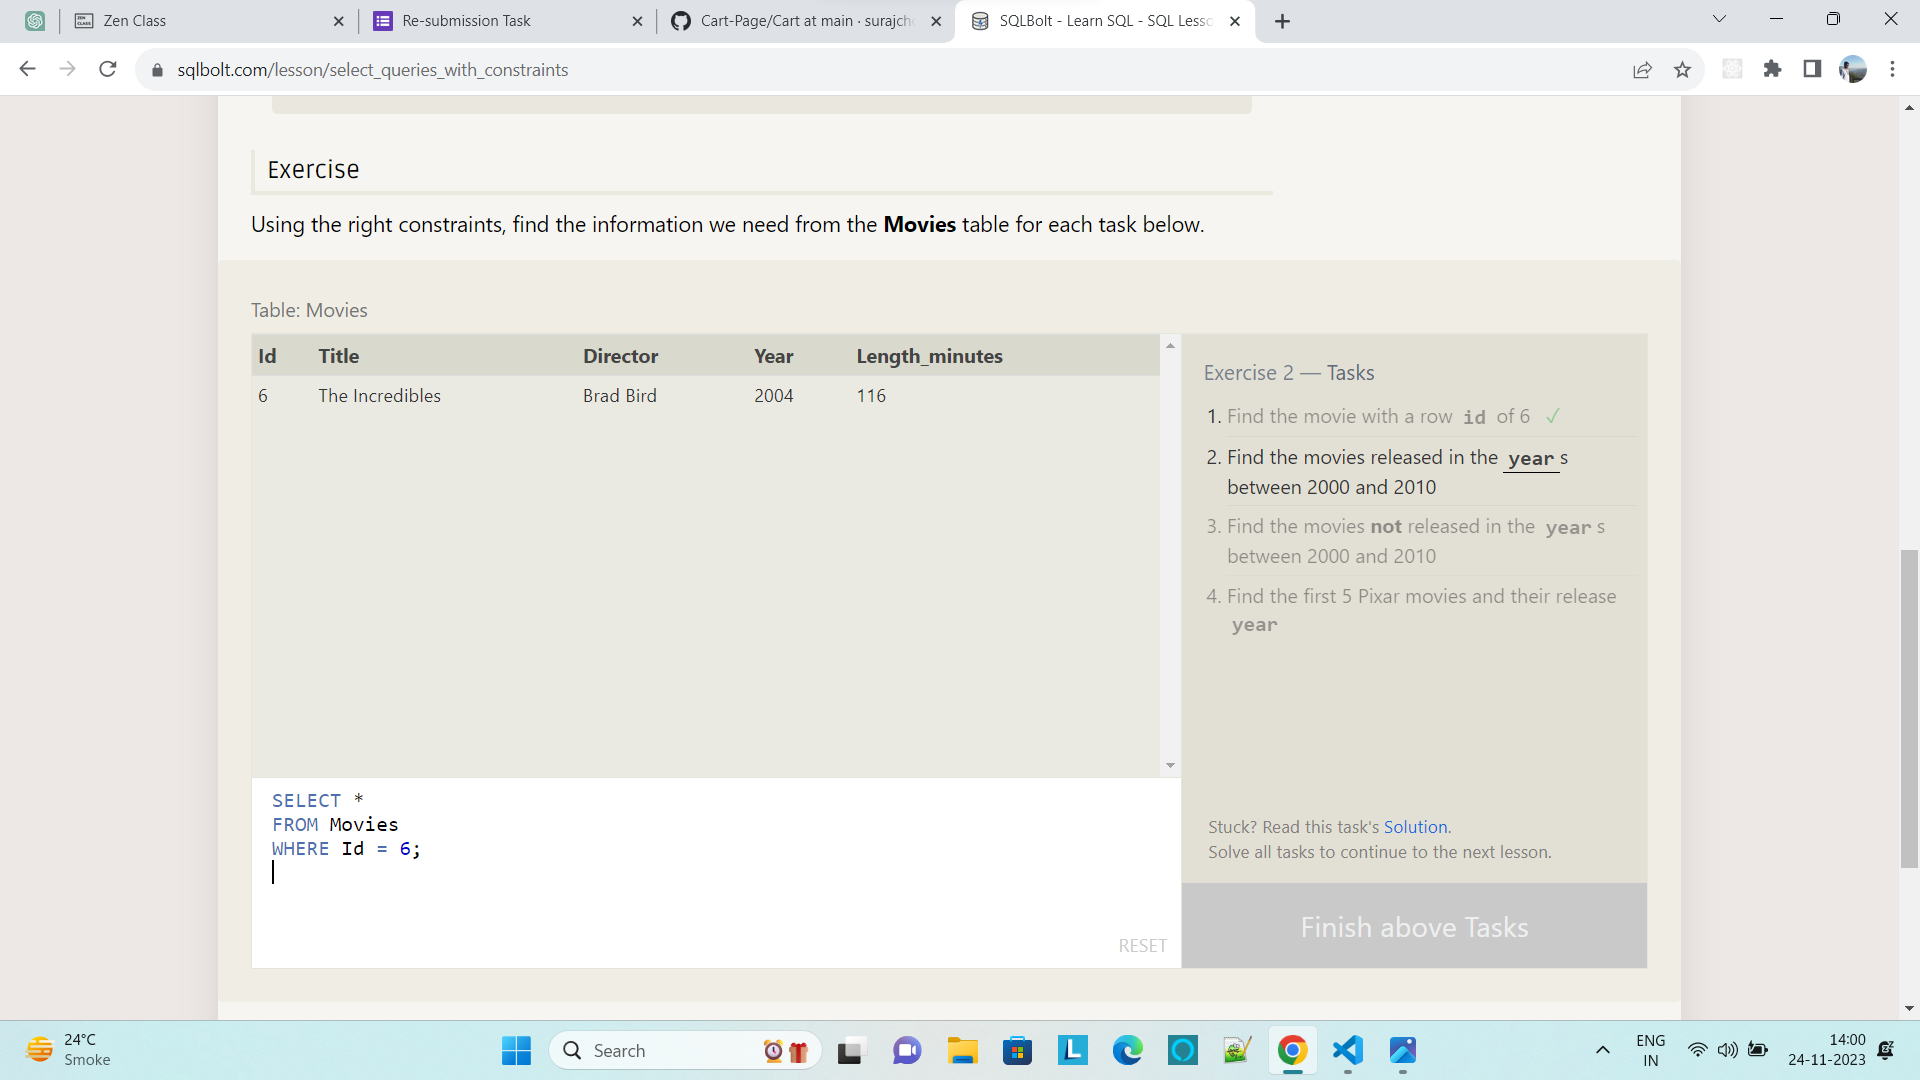 Zen Class
Re-submission Task
Cart-Page/Cart at main · surajch
SQLBolt - Learn SQL - SQL Lesso
sqlbolt.com/lesson/select_queries_with_constraints
Exercise
Using the right constraints, find the information we need from the Movies table for each task below.
Table: Movies
Id Title Director Year Length_minutes
6 The Incredibles Brad Bird 2004 116
Exercise 2 — Tasks
1. Find the movie with a row id of 6 ✓
2. Find the movies released in the year s
between 2000 and 2010
3. Find the movies not released in the year s
between 2000 and 2010
4. Find the first 5 Pixar movies and their release
year
SELECT *
FROM Movies
WHERE Id = 6;
RESET
Stuck? Read this task's Solution.
Solve all tasks to continue to the next lesson.
Finish above Tasks
24°C
Smoke
Search
ENG
IN
14:00
24-11-2023